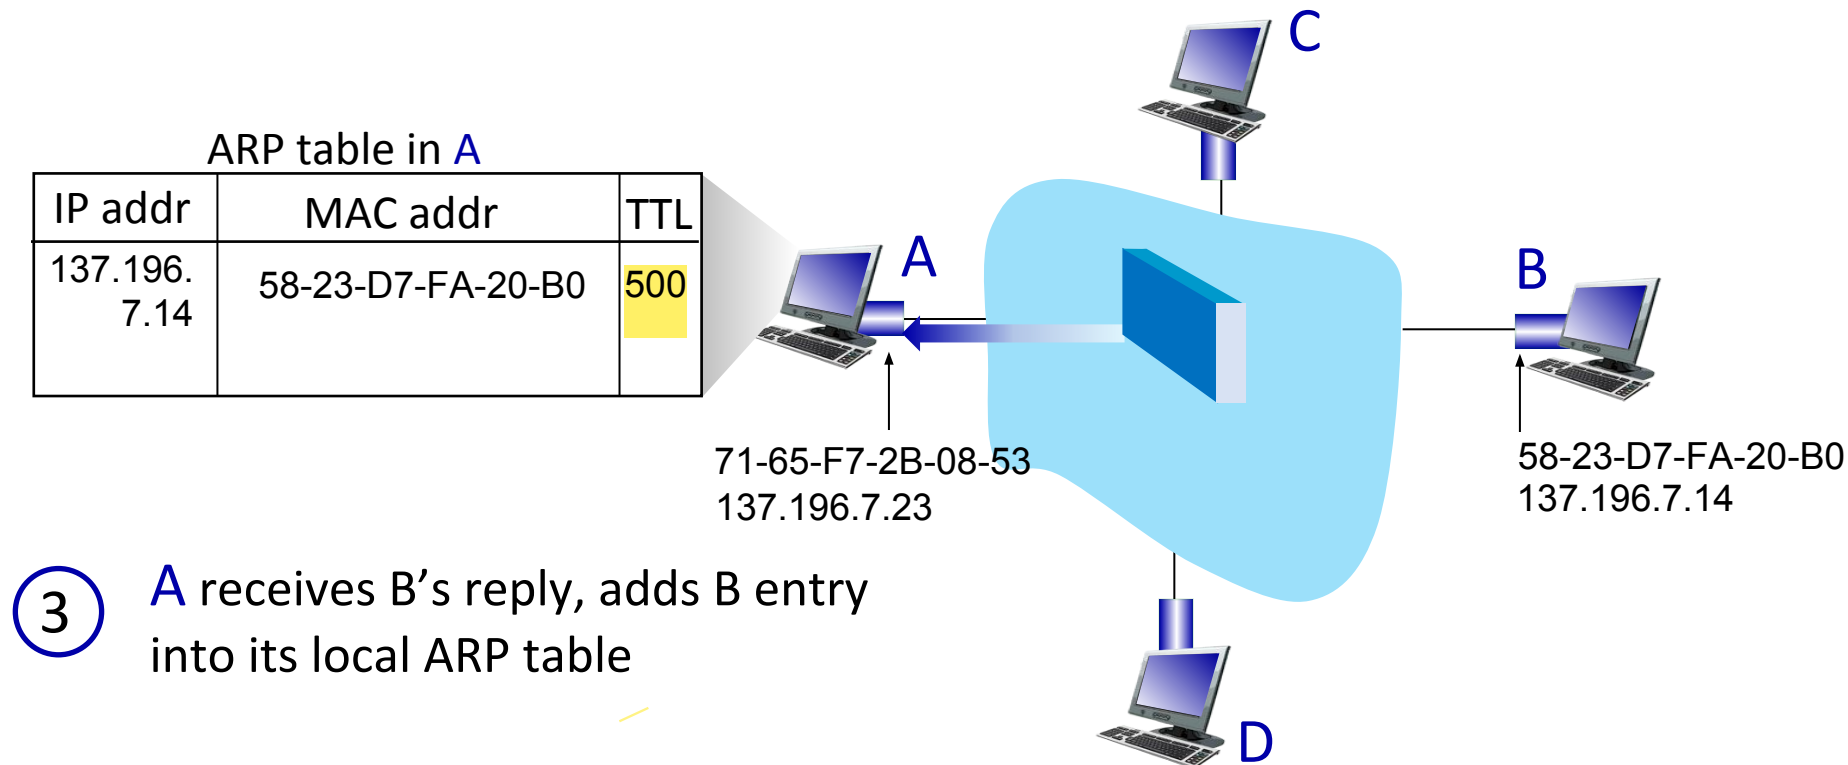 C
ARP table in A
IP addr MAC addr TTL
137.196.
7.14
58-23-D7-FA-20-B0 500
A
B
71-65-F7-2B-08-53
137.196.7.23
58-23-D7-FA-20-B0
137.196.7.14
3
A receives B’s reply, adds B entry
into its local ARP table
D